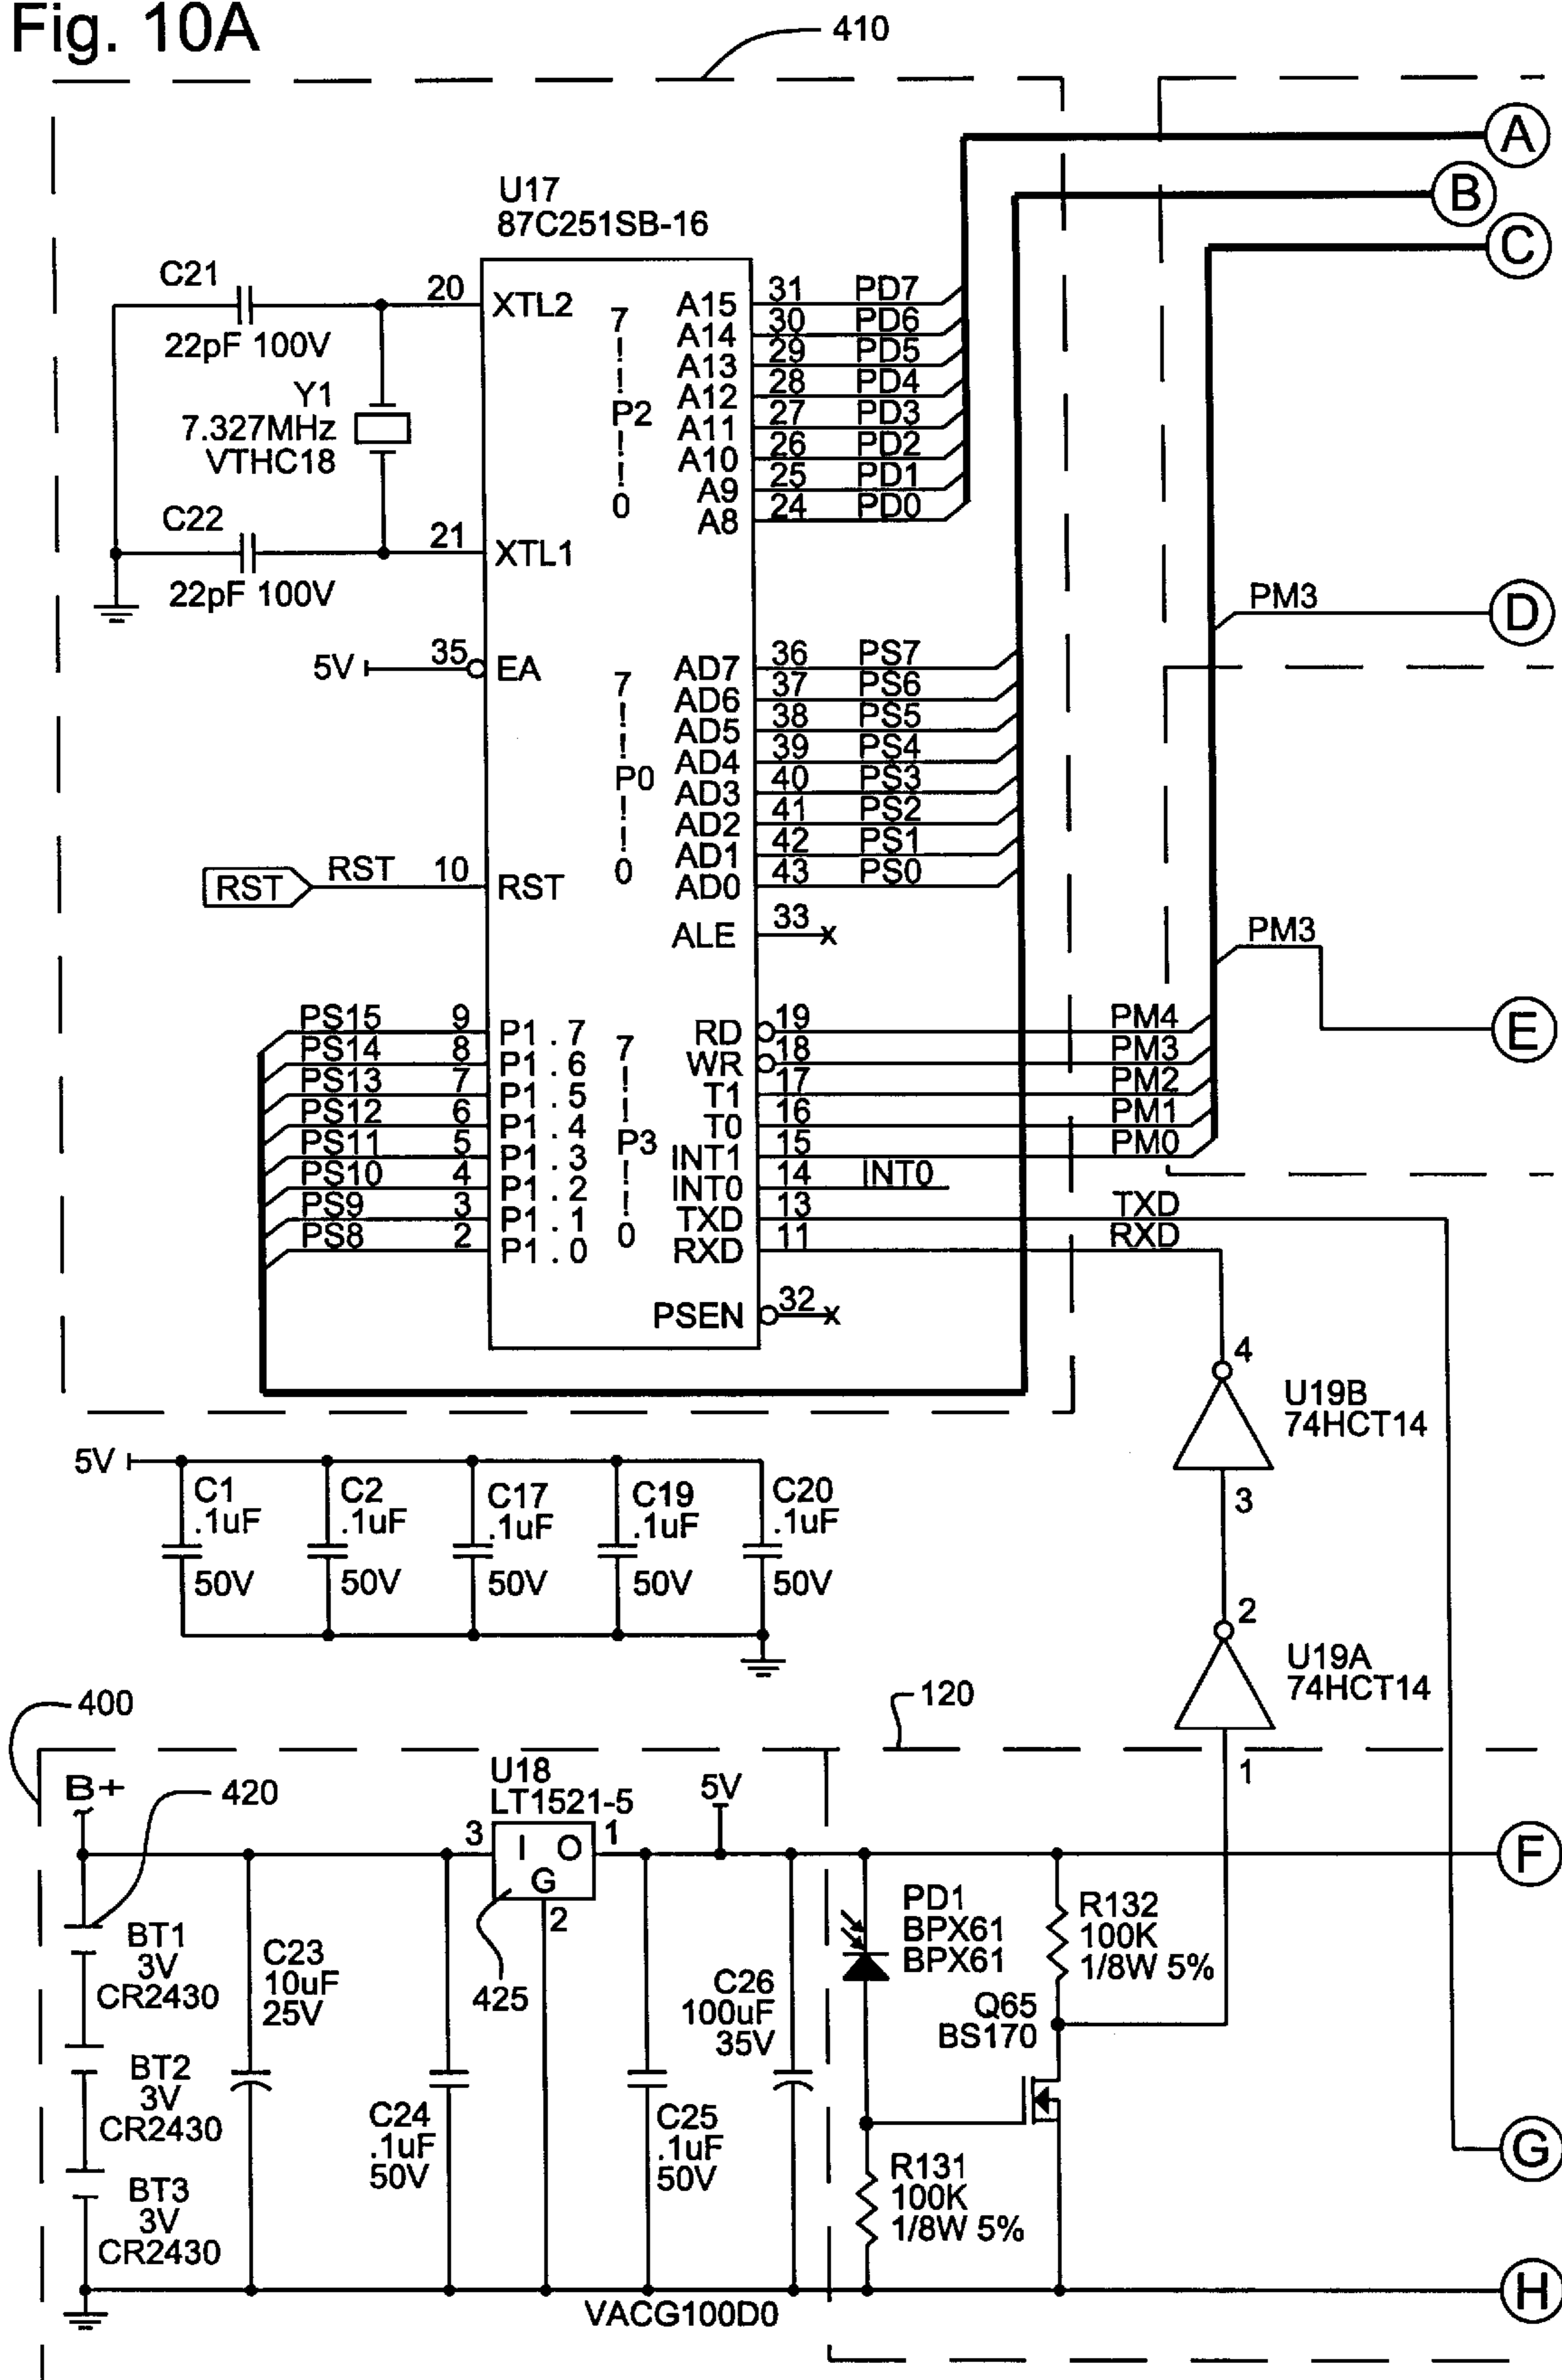 Fig. 10A
410
A
B
C
U17
87C251SB-16
C21
22pF 100V
20
XTL2
Y1
7.327MHz
VTHC18
C22
22pF 100V
21
XTL1
7
!
!
P2
!
!
0
A15 31 PD7
A14 30 PD6
A13 29 PD5
A12 28 PD4
A11 27 PD3
A10 26 PD2
A9 25 PD1
A8 24 PD0
PM3
D
5V 35 EA
7
!
!
P0
!
!
0
AD7 36 PS7
AD6 37 PS6
AD5 38 PS5
AD4 39 PS4
AD3 40 PS3
AD2 41 PS2
AD1 42 PS1
AD0 43 PS0
RST RST 10 RST
ALE 33 x
PM3
E
PS15 9 P1.7
PS14 8 P1.6
PS13 7 P1.5
PS12 6 P1.4
PS11 5 P1.3
PS10 4 P1.2
PS9 3 P1.1
PS8 2 P1.0
7
!
!
P3
!
!
0
RD 19 PM4
WR 18 PM3
T1 17 PM2
T0 16 PM1
INT1 15 PM0
INT0 14 INT0
TXD 13 TXD
RXD 11 RXD
PSEN 32 x
4
U19B
74HCT14
3
5V
C1
.1uF
50V
C2
.1uF
50V
C17
.1uF
50V
C19
.1uF
50V
C20
.1uF
50V
2
U19A
74HCT14
1
400
120
B+
420
U18
LT1521-5
3 I O 1
G
2
425
5V
F
BT1
3V
CR2430
BT2
3V
CR2430
BT3
3V
CR2430
C23
10uF
25V
C24
.1uF
50V
C25
.1uF
50V
C26
100uF
35V
PD1
BPX61
BPX61
R132
100K
1/8W 5%
Q65
BS170
R131
100K
1/8W 5%
G
H
VACG100D0